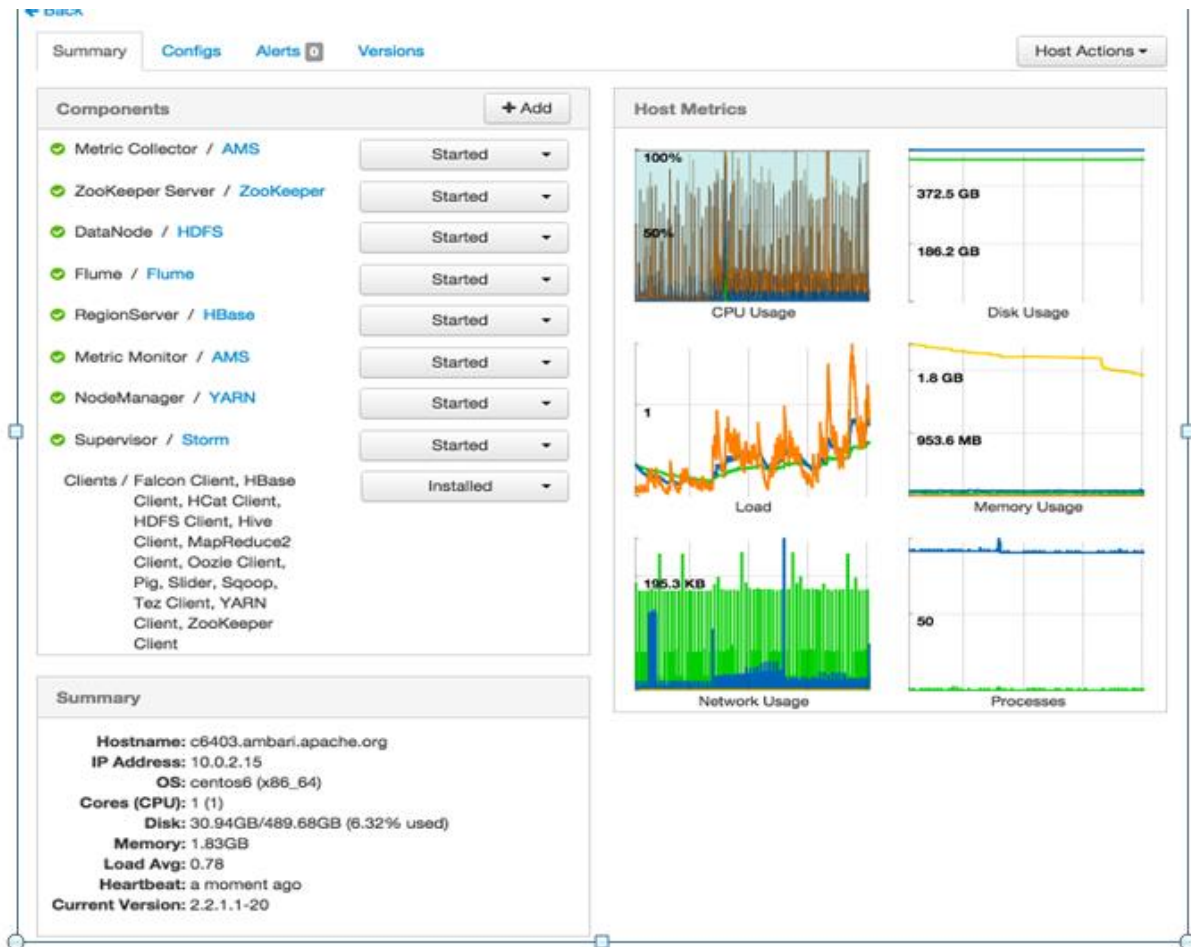 Back
Summary Configs Alerts 0 Versions Host Actions
Components + Add
Metric Collector / AMS Started
ZooKeeper Server / ZooKeeper Started
DataNode / HDFS Started
Flume / Flume Started
RegionServer / HBase Started
Metric Monitor / AMS Started
NodeManager / YARN Started
Supervisor / Storm Started
Clients / Falcon Client, HBase Installed
Client, HCat Client,
HDFS Client, Hive
Client, MapReduce2
Client, Oozie Client,
Pig, Slider, Sqoop,
Tez Client, YARN
Client, ZooKeeper
Client
Summary
Hostname: c6403.ambari.apache.org
IP Address: 10.0.2.15
OS: centos6 (x86_64)
Cores (CPU): 1 (1)
Disk: 30.94GB/489.68GB (6.32% used)
Memory: 1.83GB
Load Avg: 0.78
Heartbeat: a moment ago
Current Version: 2.2.1.1-20
Host Metrics
100%
50%
CPU Usage
372.5 GB
186.2 GB
Disk Usage
1
Load
1.8 GB
953.6 MB
Memory Usage
195.3 KB
Network Usage
50
Processes